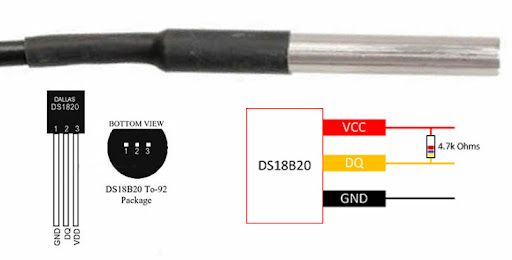 DALLAS
DS1820
1 2 3
GND
DQ
VDD
BOTTOM VIEW
1 2 3
DS18B20 To-92
Package
DS18B20
VCC
DQ
GND
4.7k Ohms